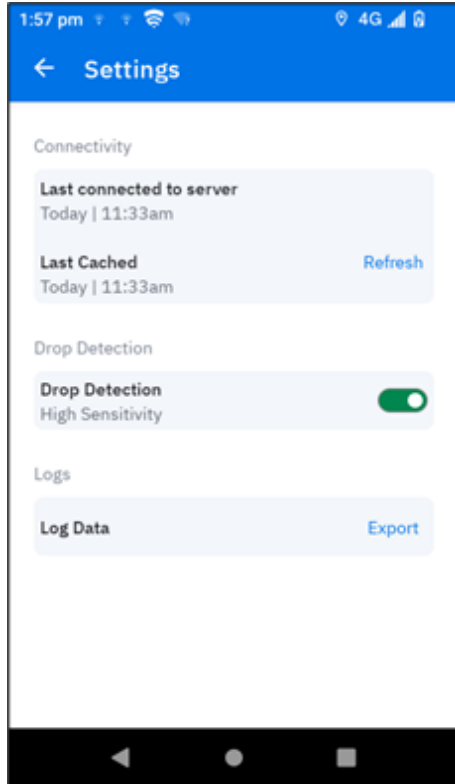 1:57 pm 4G
Settings
Connectivity
Last connected to server
Today | 11:33am
Last Cached Refresh
Today | 11:33am
Drop Detection
Drop Detection
High Sensitivity
Logs
Log Data Export